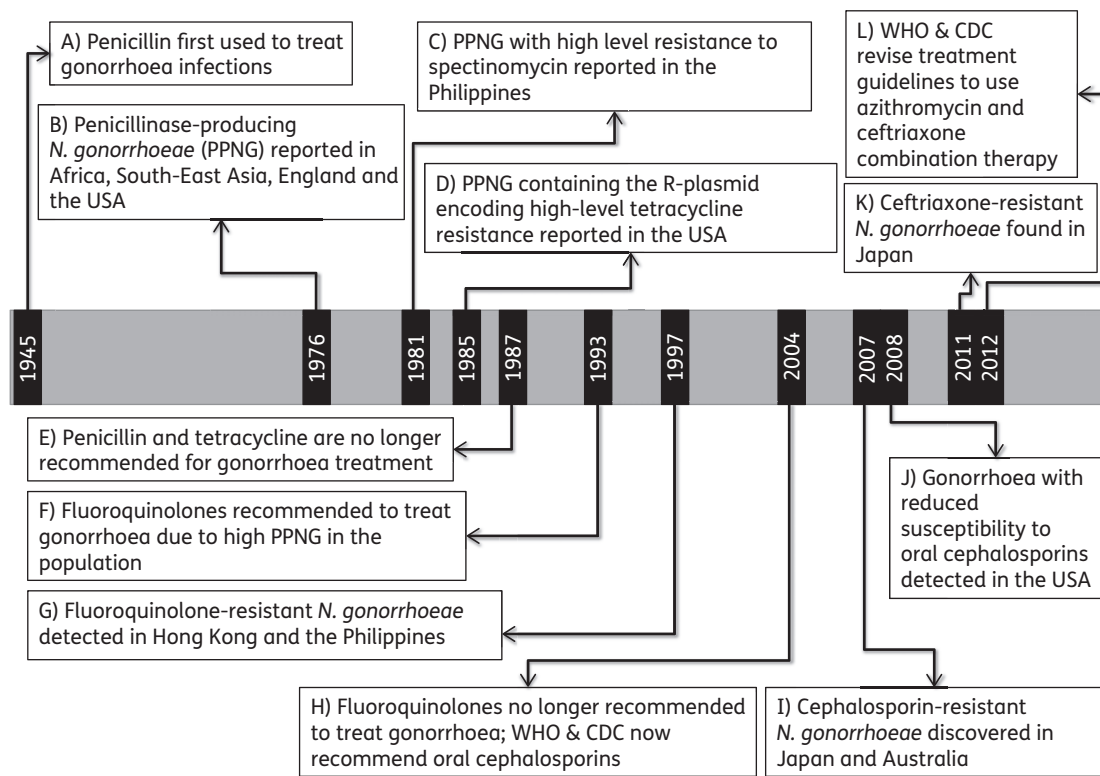 A) Penicillin first used to treat
gonorrhoea infections
B) Penicillinase-producing
N. gonorrhoeae (PPNG) reported in
Africa, South-East Asia, England and
the USA
C) PPNG with high level resistance to
spectinomycin reported in the
Philippines
D) PPNG containing the R-plasmid
encoding high-level tetracycline
resistance reported in the USA
L) WHO & CDC
revise treatment
guidelines to use
azithromycin and
ceftriaxone
combination therapy
K) Ceftriaxone-resistant
N. gonorrhoeae found in
Japan
1945
1976
1981
1985
1987
1993
1997
2004
2007
2008
2011
2012
E) Penicillin and tetracycline are no longer
recommended for gonorrhoea treatment
F) Fluoroquinolones recommended to treat
gonorrhoea due to high PPNG in the
population
G) Fluoroquinolone-resistant N. gonorrhoeae
detected in Hong Kong and the Philippines
H) Fluoroquinolones no longer recommended
to treat gonorrhoea; WHO & CDC now
recommend oral cephalosporins
I) Cephalosporin-resistant
N. gonorrhoeae discovered in
Japan and Australia
J) Gonorrhoea with
reduced
susceptibility to
oral cephalosporins
detected in the USA